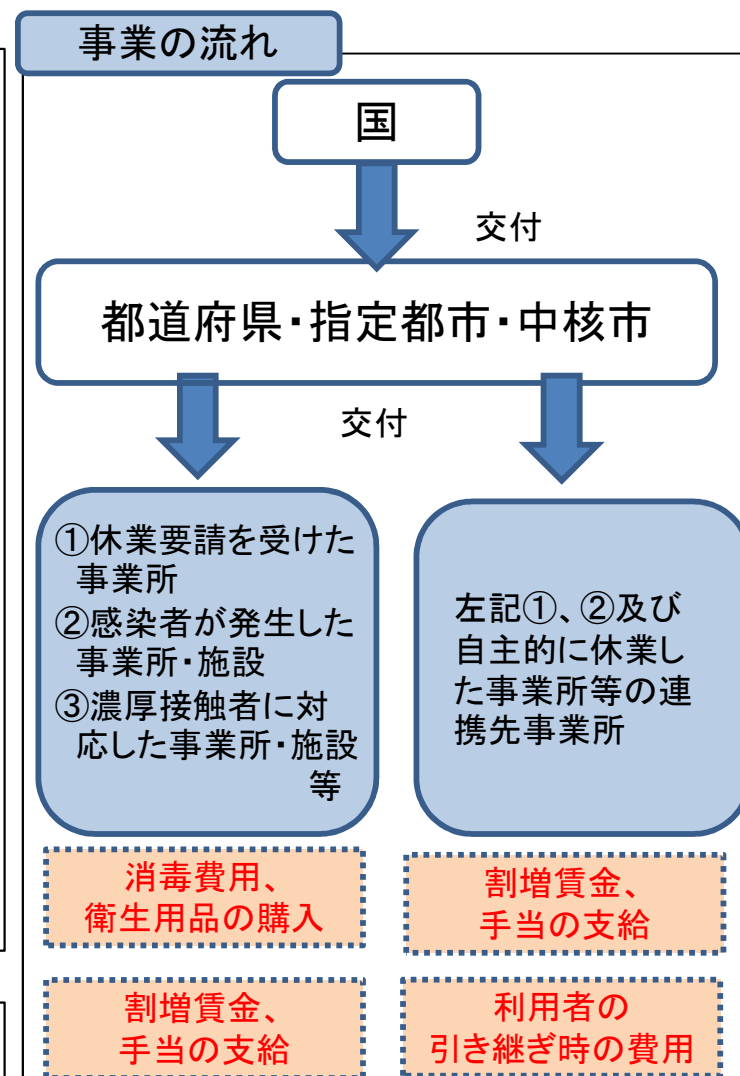 事業の流れ
国
交付
都道府県・指定都市・中核市
交付
①休業要請を受けた
事業所
②感染者が発生した
事業所・施設
③濃厚接触者に対
応した事業所・施設
等
左記①、②及び
自主的に休業し
た事業所等の連
携先事業所
消毒費用、
衛生用品の購入
割増賃金、
手当の支給
割増賃金、
手当の支給
利用者の
引き継ぎ時の費用